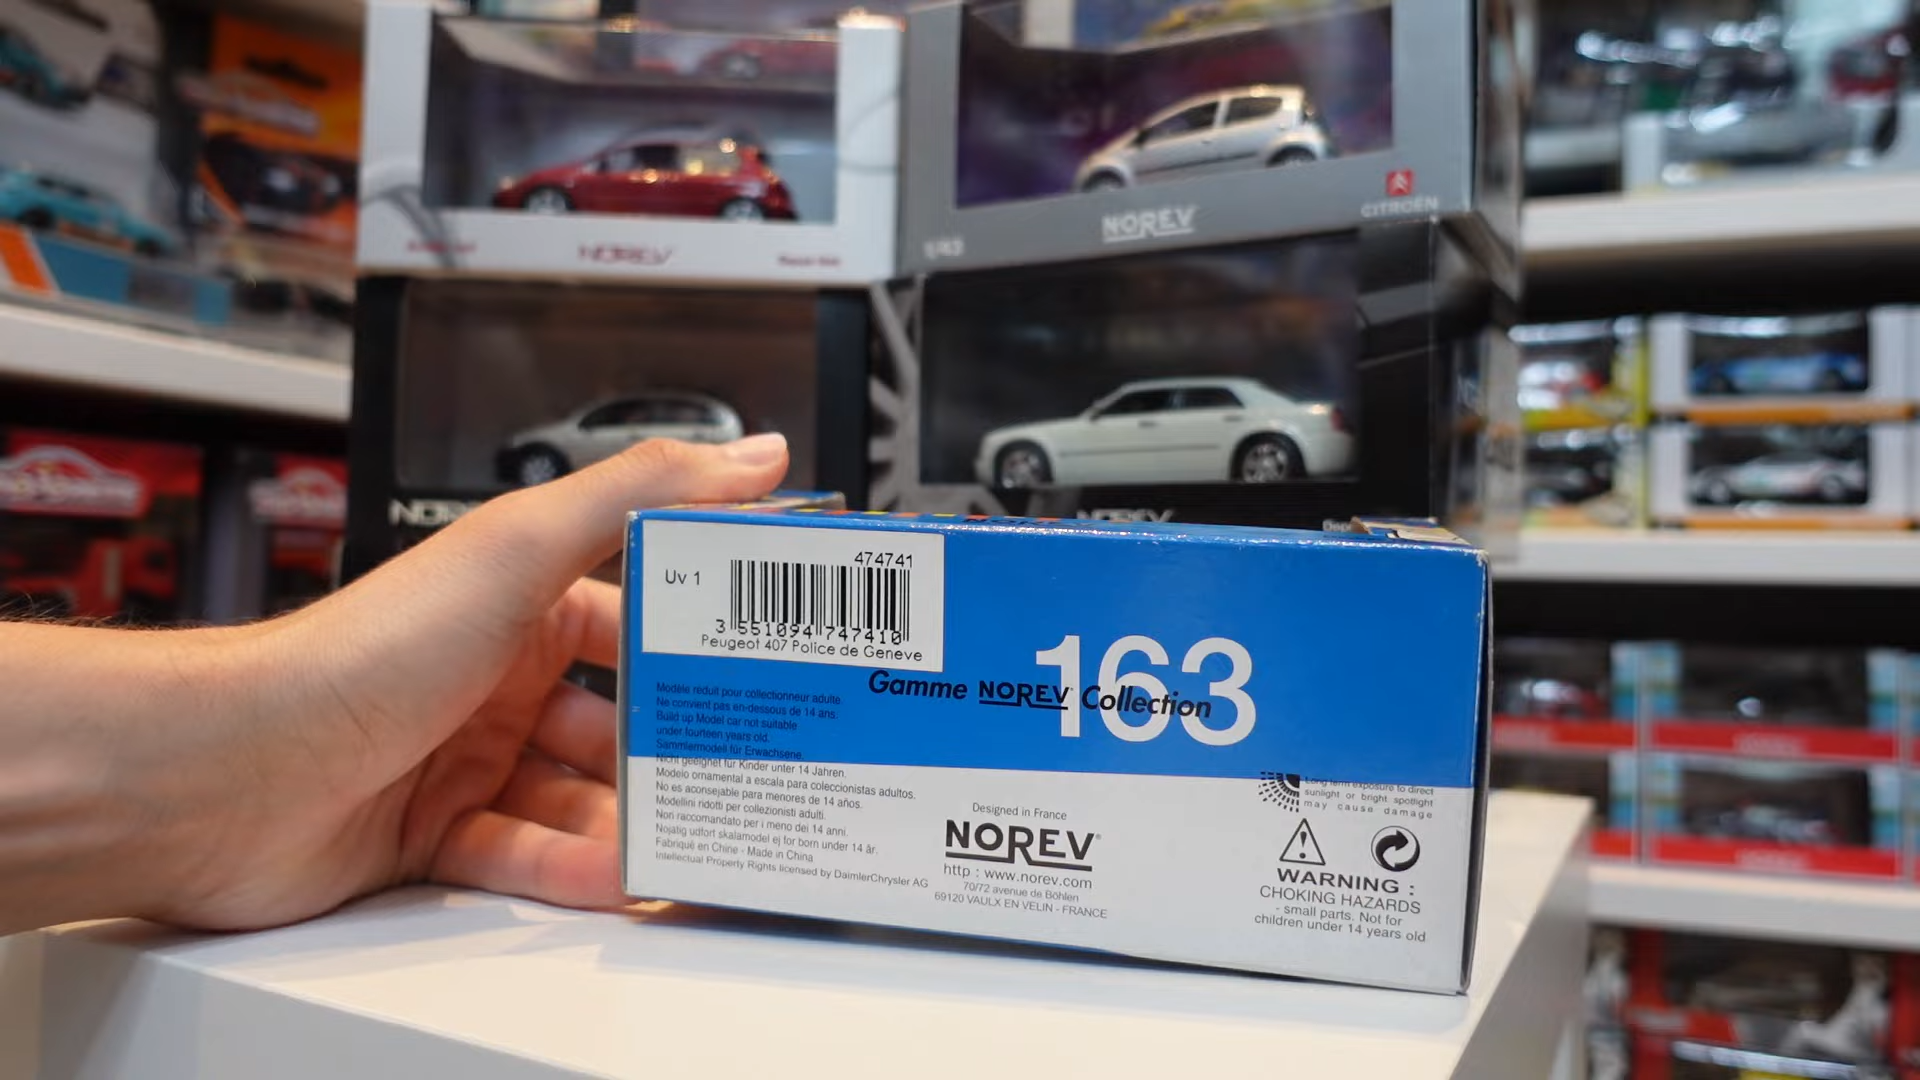 NOREV
NOREV
1/43
CITROËN
NOREV
474741
Uv 1
3 551094 747410
Peugeot 407 Police de Geneve
163
Gamme NOREV Collection
Modèle réduit pour collectionneur adulte.
Ne convient pas en-dessous de 14 ans.
Build up Model car not suitable
under fourteen years old.
Sammlermodell für Erwachsene.
Nicht geeignet für Kinder unter 14 Jahren.
Modelo ornamental a escala para coleccionistas adultos.
No es aconsejable para menores de 14 años.
Modellini ridotti per collezionisti adulti.
Non raccomandato per i meno dei 14 anni.
Nojatig udfort skalamodel ej for born under 14 år.
Fabriqué en Chine - Made in China
Intellectual Property Rights licensed by DaimlerChrysler AG
Designed in France
NOREV®
http : www.norev.com
70/72 avenue de Böhlen
69120 VAULX EN VELIN - FRANCE
Long term exposure to direct
sunlight or bright spotlight
may cause damage
WARNING :
CHOKING HAZARDS
- small parts. Not for
children under 14 years old